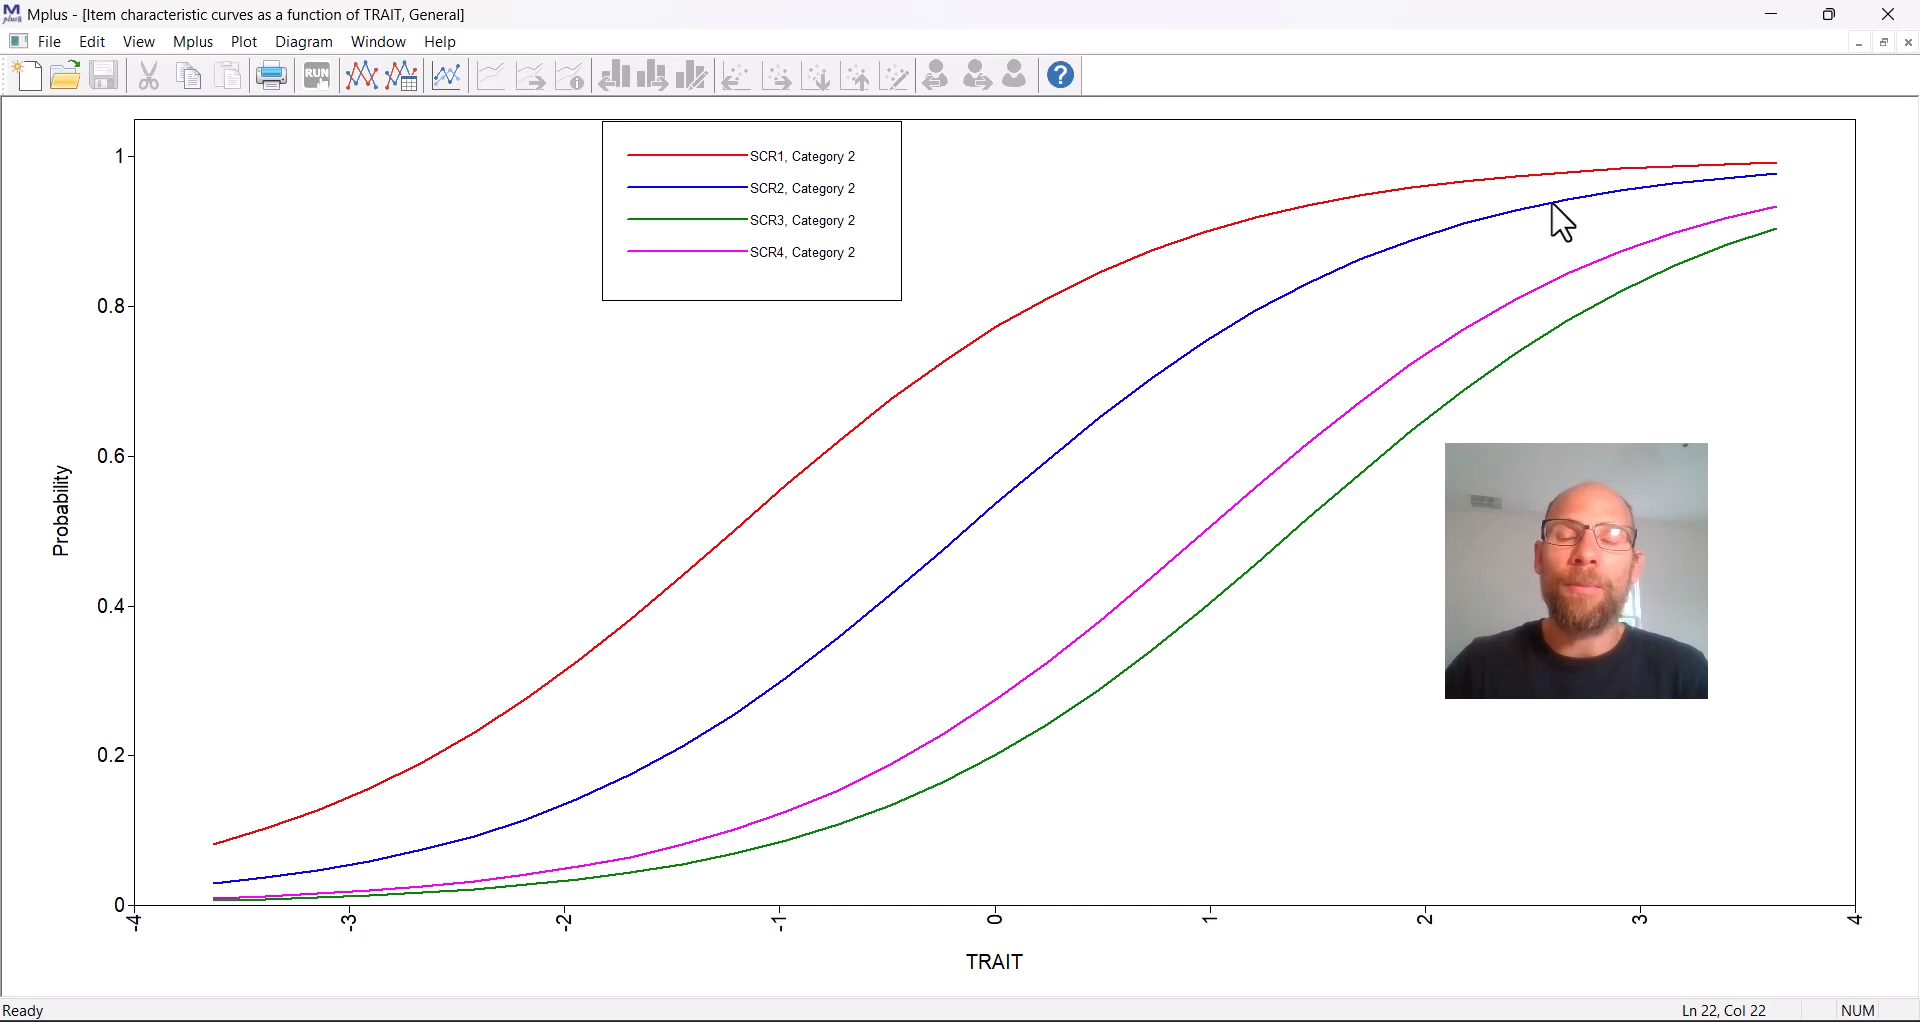 Mplus - [Item characteristic curves as a function of TRAIT, General]
File Edit View Mplus Plot Diagram Window Help
RUN
SCR1, Category 2
SCR2, Category 2
SCR3, Category 2
SCR4, Category 2
1
0.8
0.6
0.4
0.2
0
Probability
-4 -3 -2 -1 0 1 2 3 4
TRAIT
Ready Ln 22, Col 22 NUM